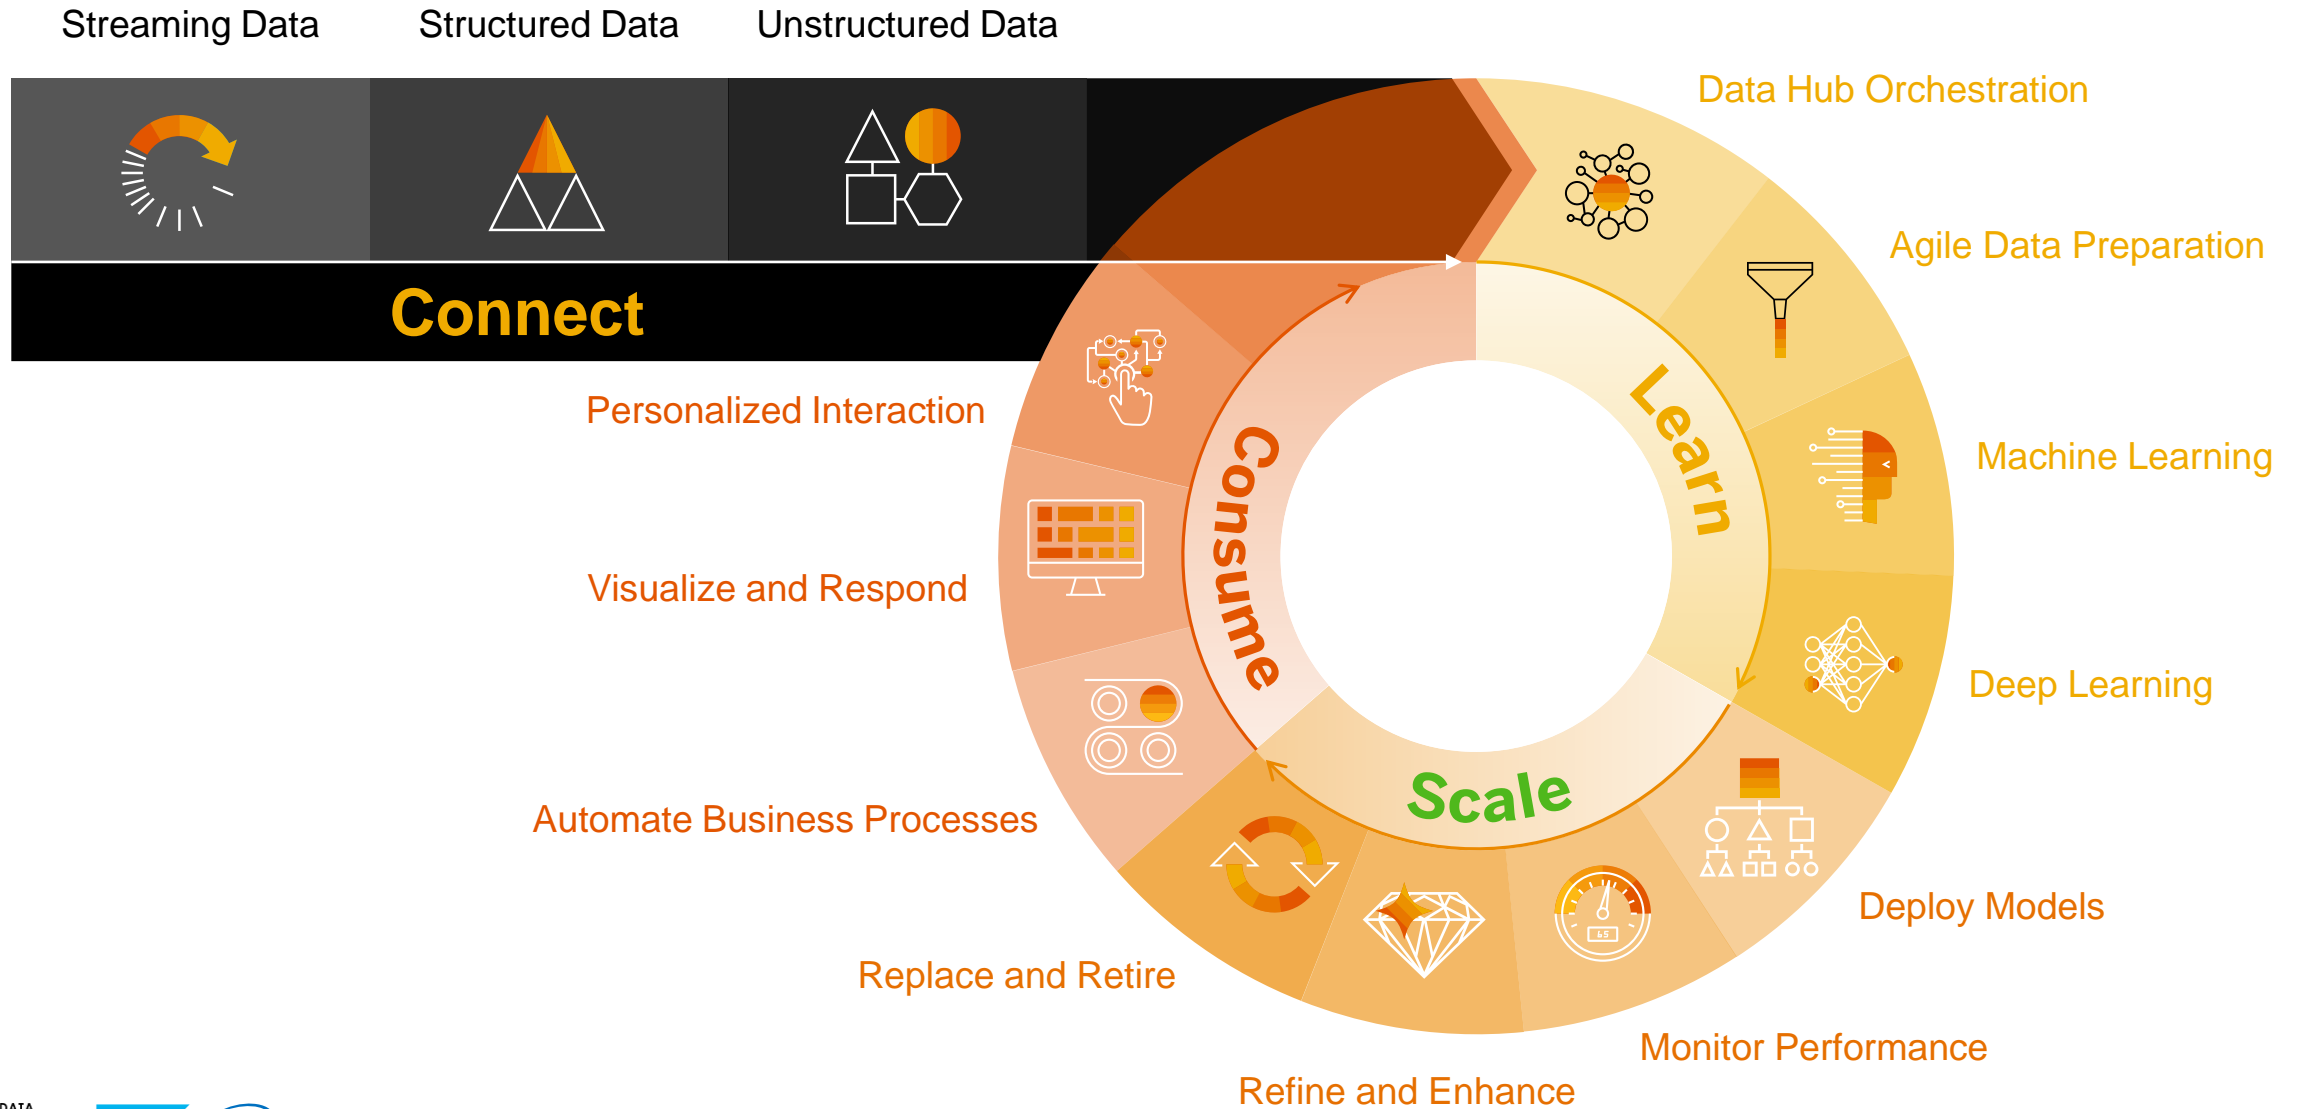 Streaming Data
Structured Data
Unstructured Data
Connect
Data Hub Orchestration
Agile Data Preparation
Machine Learning
Deep Learning
Learn
Deploy Models
Monitor Performance
Refine and Enhance
Replace and Retire
Scale
65
Automate Business Processes
Visualize and Respond
Personalized Interaction
Consume